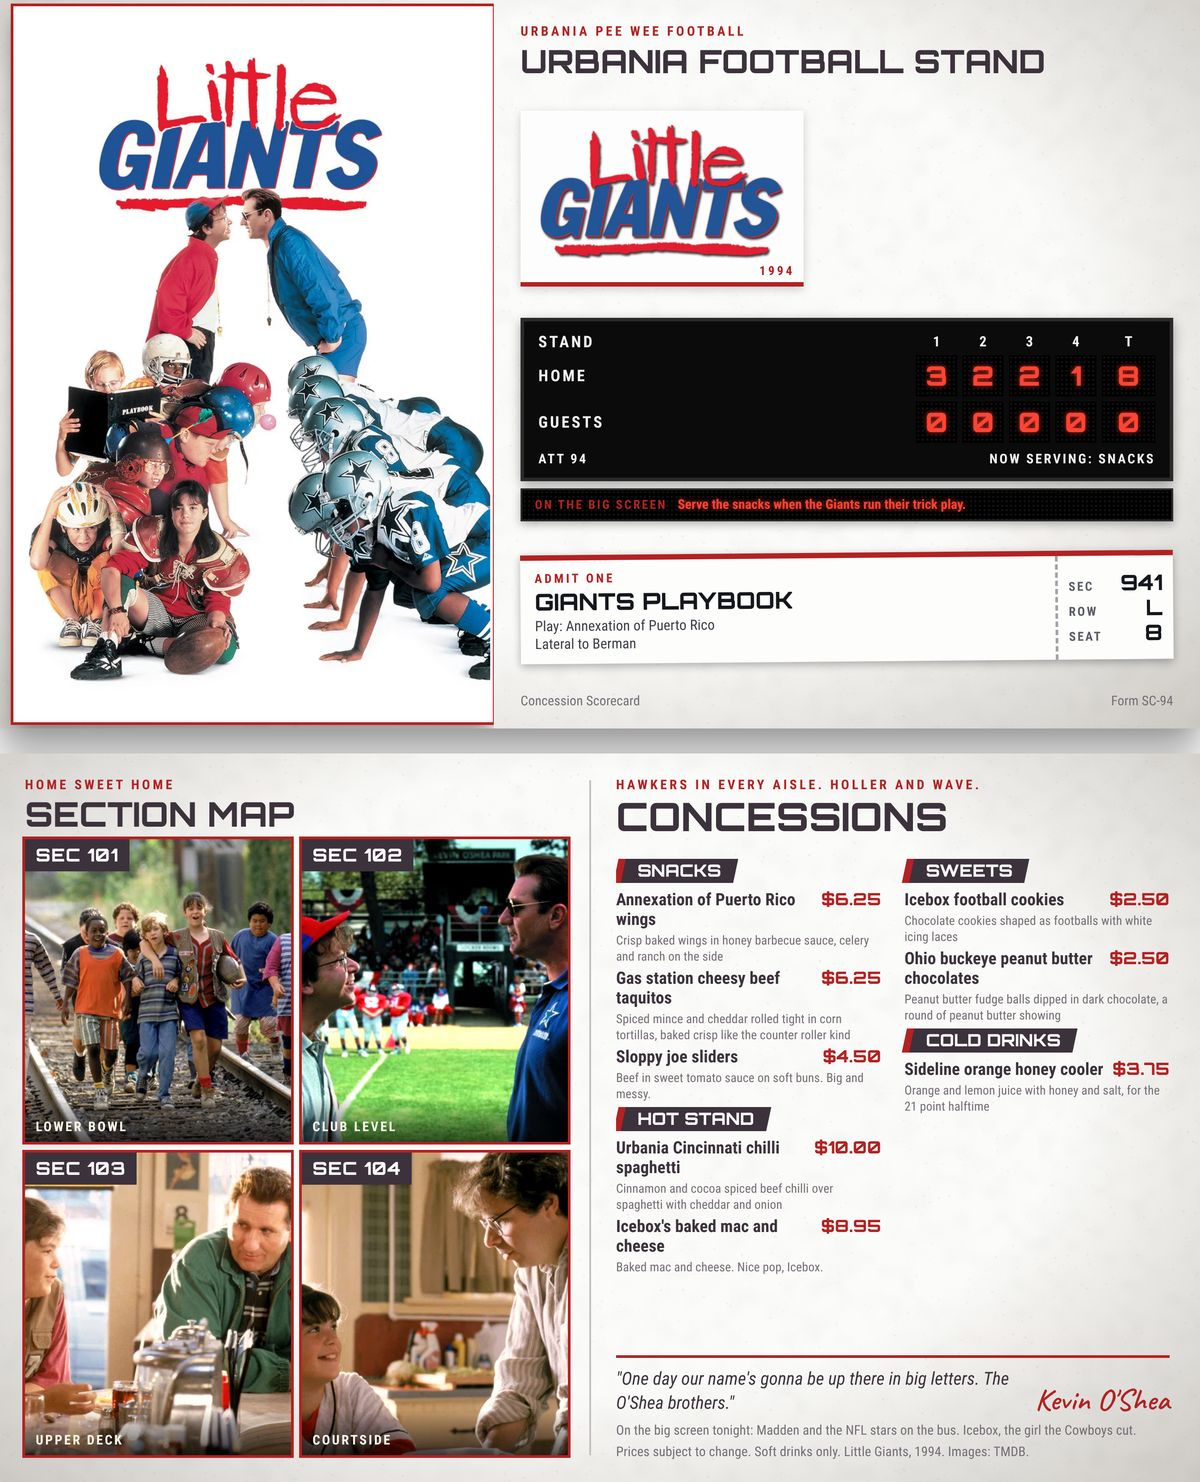 Little
GIANTS
PLAYBOOK
URBANIA PEE WEE FOOTBALL
URBANIA FOOTBALL STAND
Little
GIANTS
1994
STAND 1 2 3 4 T
HOME 3 2 2 1 8
GUESTS 0 0 0 0 0
ATT 94 NOW SERVING: SNACKS
ON THE BIG SCREEN Serve the snacks when the Giants run their trick play.
ADMIT ONE
GIANTS PLAYBOOK
Play: Annexation of Puerto Rico
Lateral to Berman
SEC 941
ROW L
SEAT 8
Concession Scorecard Form SC-94
HOME SWEET HOME
SECTION MAP
SEC 101
LOWER BOWL
SEC 102
KEVIN O'SHEA PARK
CLUB LEVEL
SEC 103
8
UPPER DECK
SEC 104
COURTSIDE
HAWKERS IN EVERY AISLE. HOLLER AND WAVE.
CONCESSIONS
SNACKS
Annexation of Puerto Rico $6.25
wings
Crisp baked wings in honey barbecue sauce, celery
and ranch on the side
Gas station cheesy beef $6.25
taquitos
Spiced mince and cheddar rolled tight in corn
tortillas, baked crisp like the counter roller kind
Sloppy joe sliders $4.50
Beef in sweet tomato sauce on soft buns. Big and
messy.
HOT STAND
Urbania Cincinnati chilli $10.00
spaghetti
Cinnamon and cocoa spiced beef chilli over
spaghetti with cheddar and onion
Icebox's baked mac and $8.95
cheese
Baked mac and cheese. Nice pop, Icebox.
SWEETS
Icebox football cookies $2.50
Chocolate cookies shaped as footballs with white
icing laces
Ohio buckeye peanut butter $2.50
chocolates
Peanut butter fudge balls dipped in dark chocolate, a
round of peanut butter showing
COLD DRINKS
Sideline orange honey cooler $3.75
Orange and lemon juice with honey and salt, for the
21 point halftime
"One day our name's gonna be up there in big letters. The
O'Shea brothers."
Kevin O'Shea
On the big screen tonight: Madden and the NFL stars on the bus. Icebox, the girl the Cowboys cut.
Prices subject to change. Soft drinks only. Little Giants, 1994. Images: TMDB.